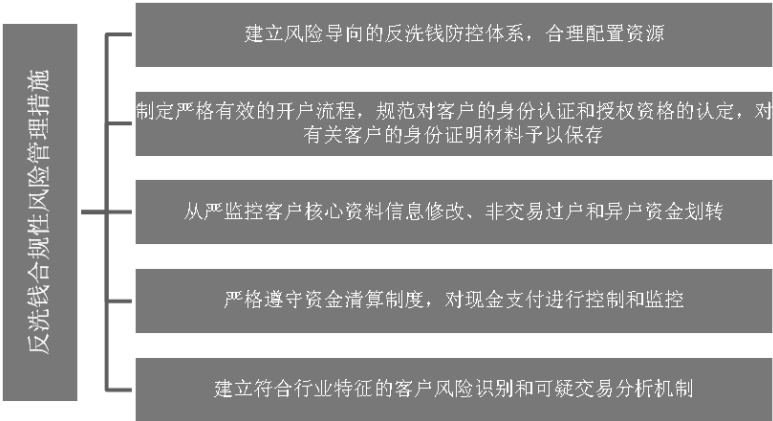 反洗钱合规性风险管理措施
建立风险导向的反洗钱防控体系，合理配置资源
制定严格有效的开户流程，规范对客户的身份认证和授权资格的认定，对
有关客户的身份证明材料予以保存
从严监控客户核心资料信息修改、非交易过户和异户资金划转
严格遵守资金清算制度，对现金支付进行控制和监控
建立符合行业特征的客户风险识别和可疑交易分析机制